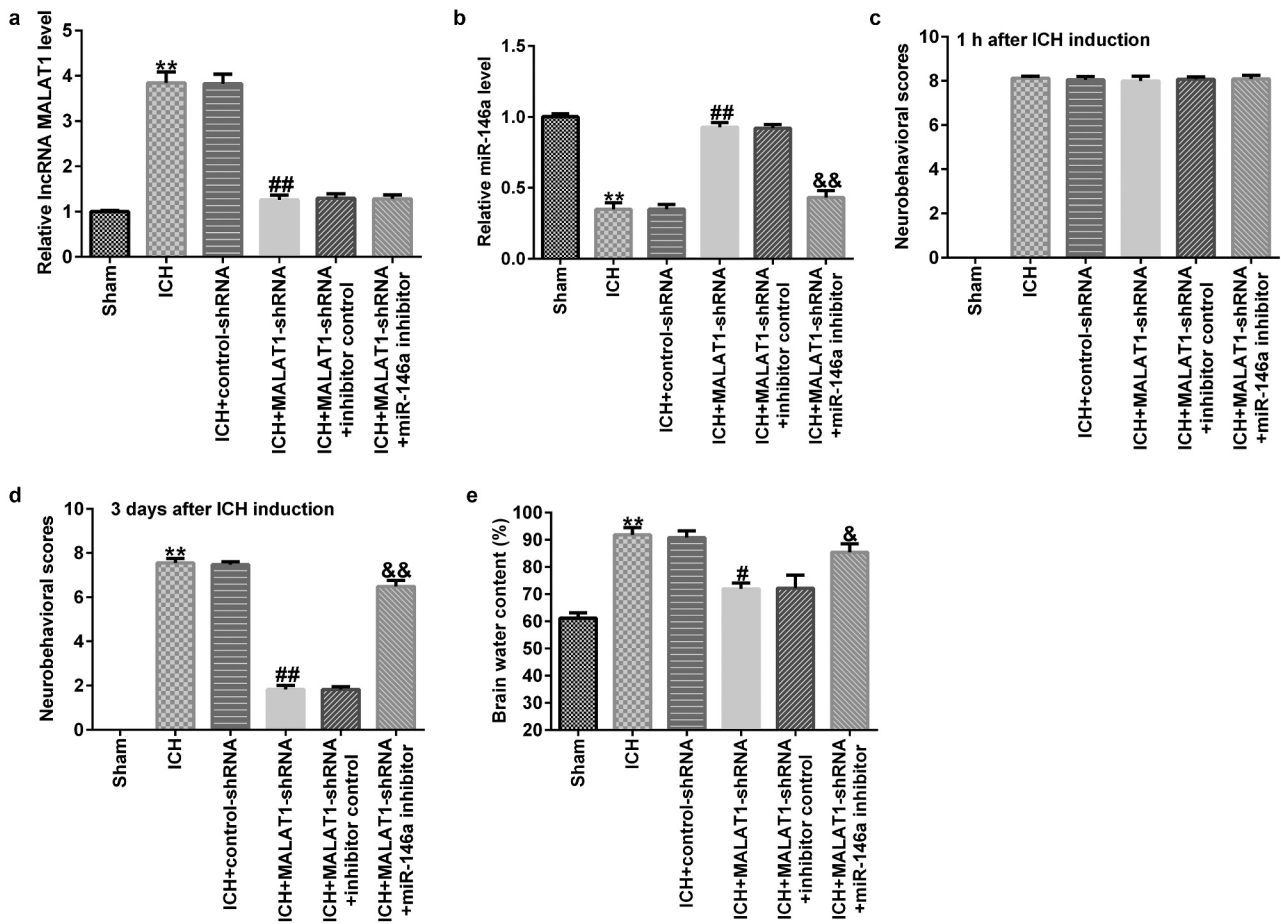 a
Relative lncRNA MALAT1 level
5
4
3
2
1
0
**
##
Sham
ICH
ICH+control-shRNA
ICH+MALAT1-shRNA
ICH+MALAT1-shRNA
+inhibitor control
ICH+MALAT1-shRNA
+miR-146a inhibitor
b
Relative miR-146a level
1.5
1.0
0.5
0.0
**
##
&&
Sham
ICH
ICH+control-shRNA
ICH+MALAT1-shRNA
ICH+MALAT1-shRNA
+inhibitor control
ICH+MALAT1-shRNA
+miR-146a inhibitor
c
1 h after ICH induction
Neurobehavioral scores
10
8
6
4
2
0
Sham
ICH
ICH+control-shRNA
ICH+MALAT1-shRNA
ICH+MALAT1-shRNA
+inhibitor control
ICH+MALAT1-shRNA
+miR-146a inhibitor
d
3 days after ICH induction
Neurobehavioral scores
10
8
6
4
2
0
**
##
&&
Sham
ICH
ICH+control-shRNA
ICH+MALAT1-shRNA
ICH+MALAT1-shRNA
+inhibitor control
ICH+MALAT1-shRNA
+miR-146a inhibitor
e
Brain water content (%)
100
90
80
70
60
50
40
30
20
**
#
&
Sham
ICH
ICH+control-shRNA
ICH+MALAT1-shRNA
ICH+MALAT1-shRNA
+inhibitor control
ICH+MALAT1-shRNA
+miR-146a inhibitor